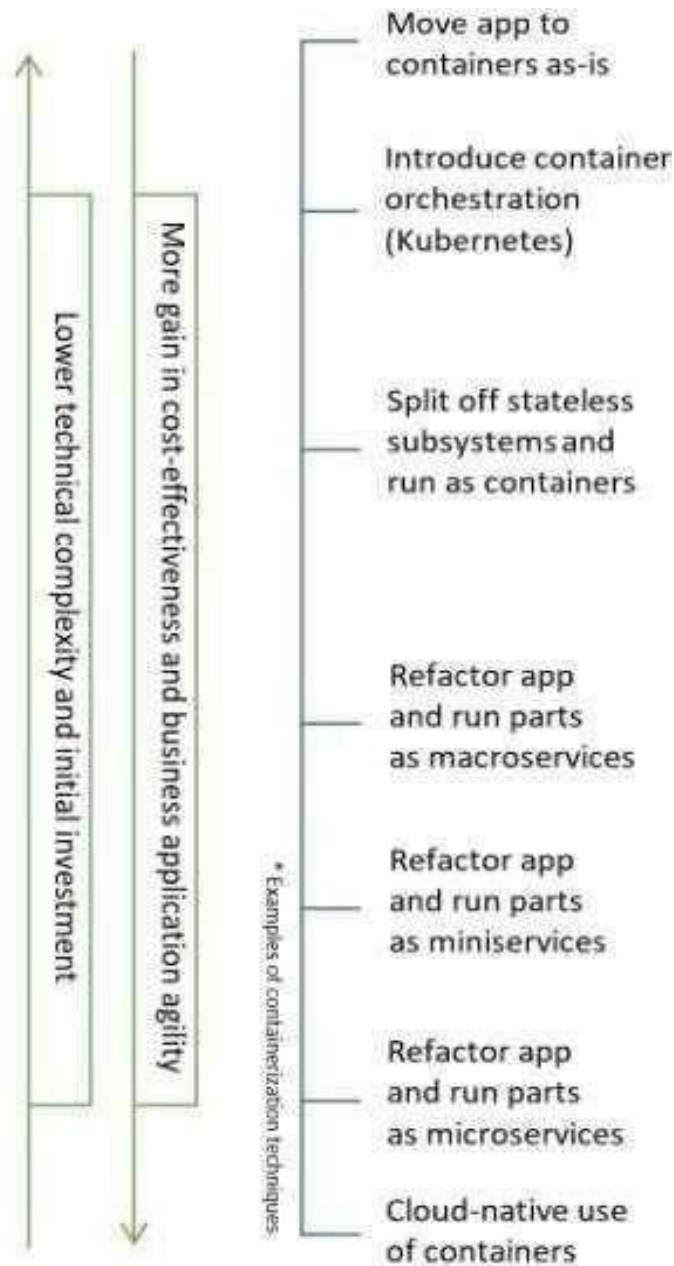 Move app to
containers as-is
Introduce container
orchestration
(Kubernetes)
Split off stateless
subsystems and
run as containers
Refactor app
and run parts
as macroservices
Refactor app
and run parts
as miniservices
Refactor app
and run parts
as microservices
Cloud-native use
of containers
Lower technical complexity and initial investment
More gain in cost-effectiveness and business application agility
* Examples of containerization techniques.